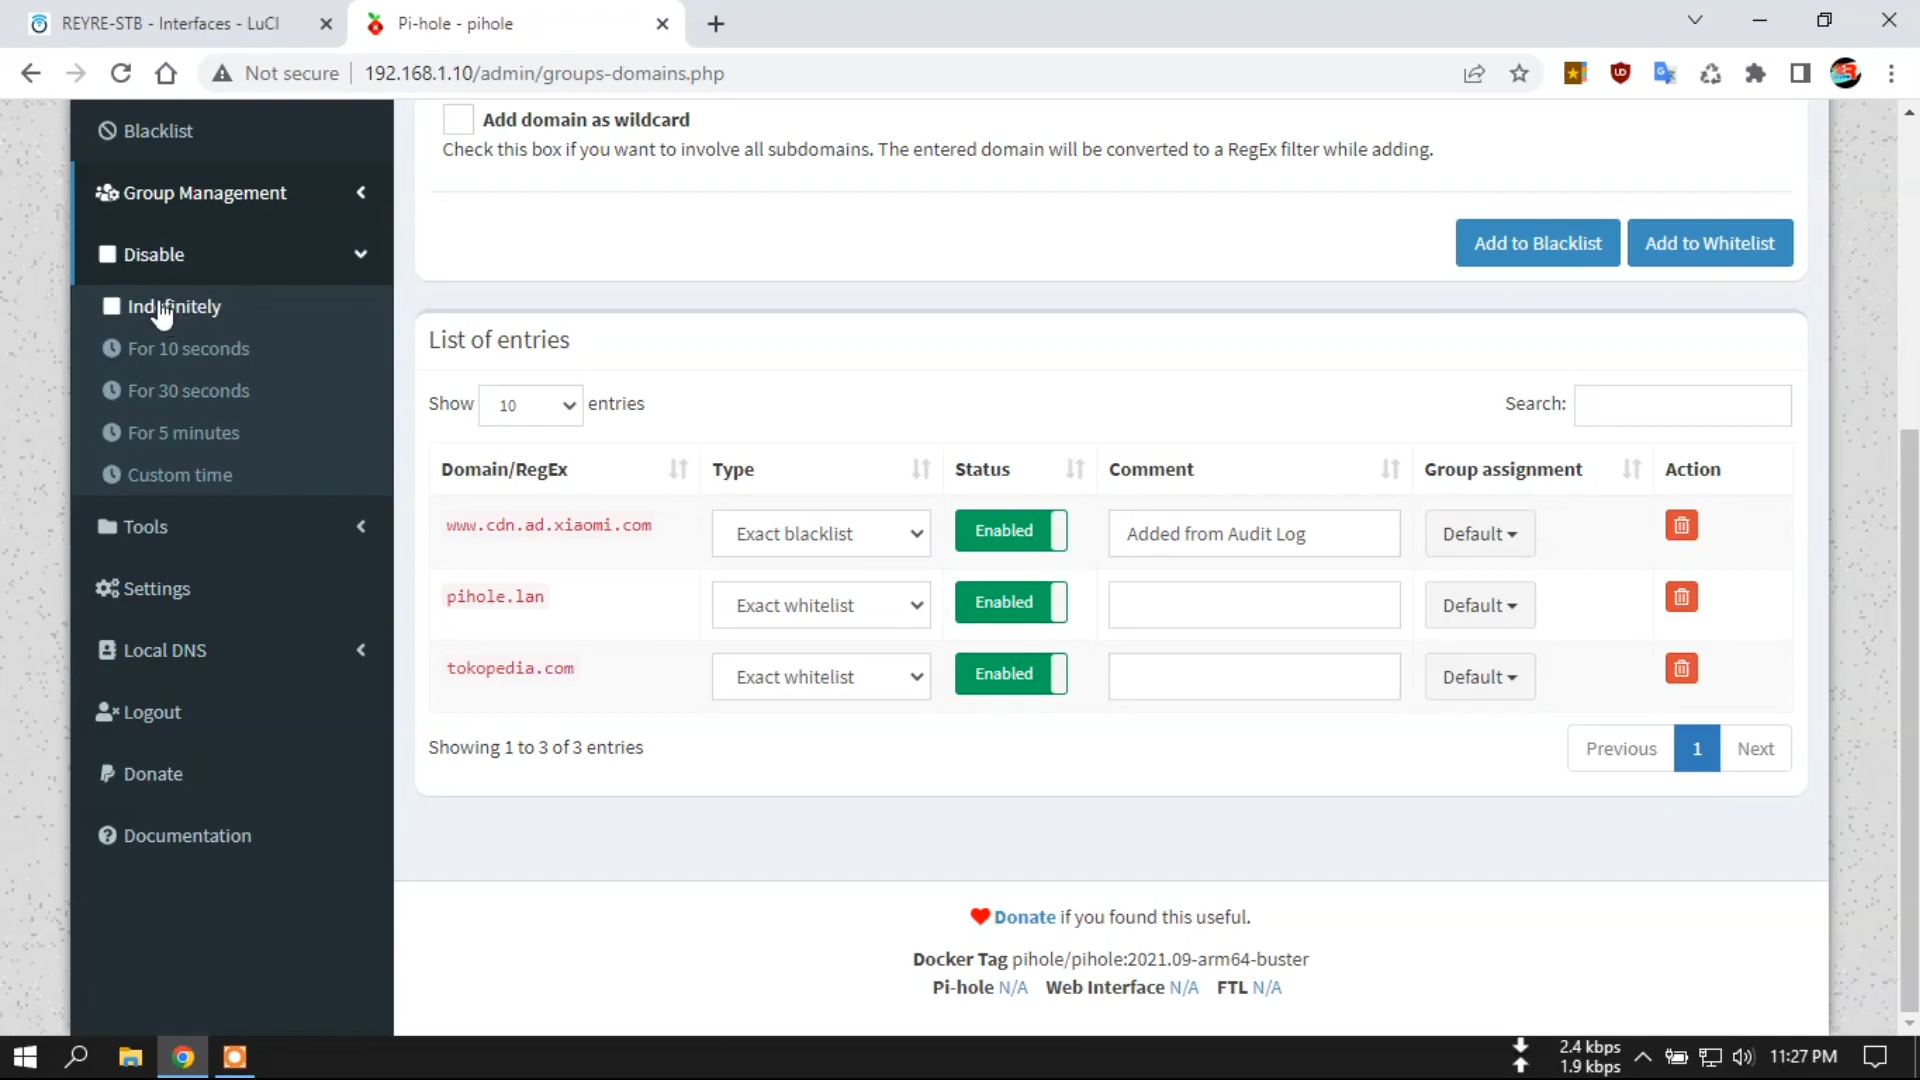 REYRE-STB - Interfaces - LuCI
Pi-hole - pihole
Not secure
192.168.1.10/admin/groups-domains.php
Blacklist
Group Management
Disable
Indefinitely
For 10 seconds
For 30 seconds
For 5 minutes
Custom time
Tools
Settings
Local DNS
Logout
Donate
Documentation
Add domain as wildcard
Check this box if you want to involve all subdomains. The entered domain will be converted to a RegEx filter while adding.
Add to Blacklist Add to Whitelist
List of entries
Show 10 entries Search:
Domain/RegEx Type Status Comment Group assignment Action
www.cdn.ad.xiaomi.com Exact blacklist Enabled Added from Audit Log Default
pihole.lan Exact whitelist Enabled Default
tokopedia.com Exact whitelist Enabled Default
Showing 1 to 3 of 3 entries Previous 1 Next
Donate if you found this useful.
Docker Tag pihole/pihole:2021.09-arm64-buster
Pi-hole N/A Web Interface N/A FTL N/A
2.4 kbps
1.9 kbps
11:27 PM